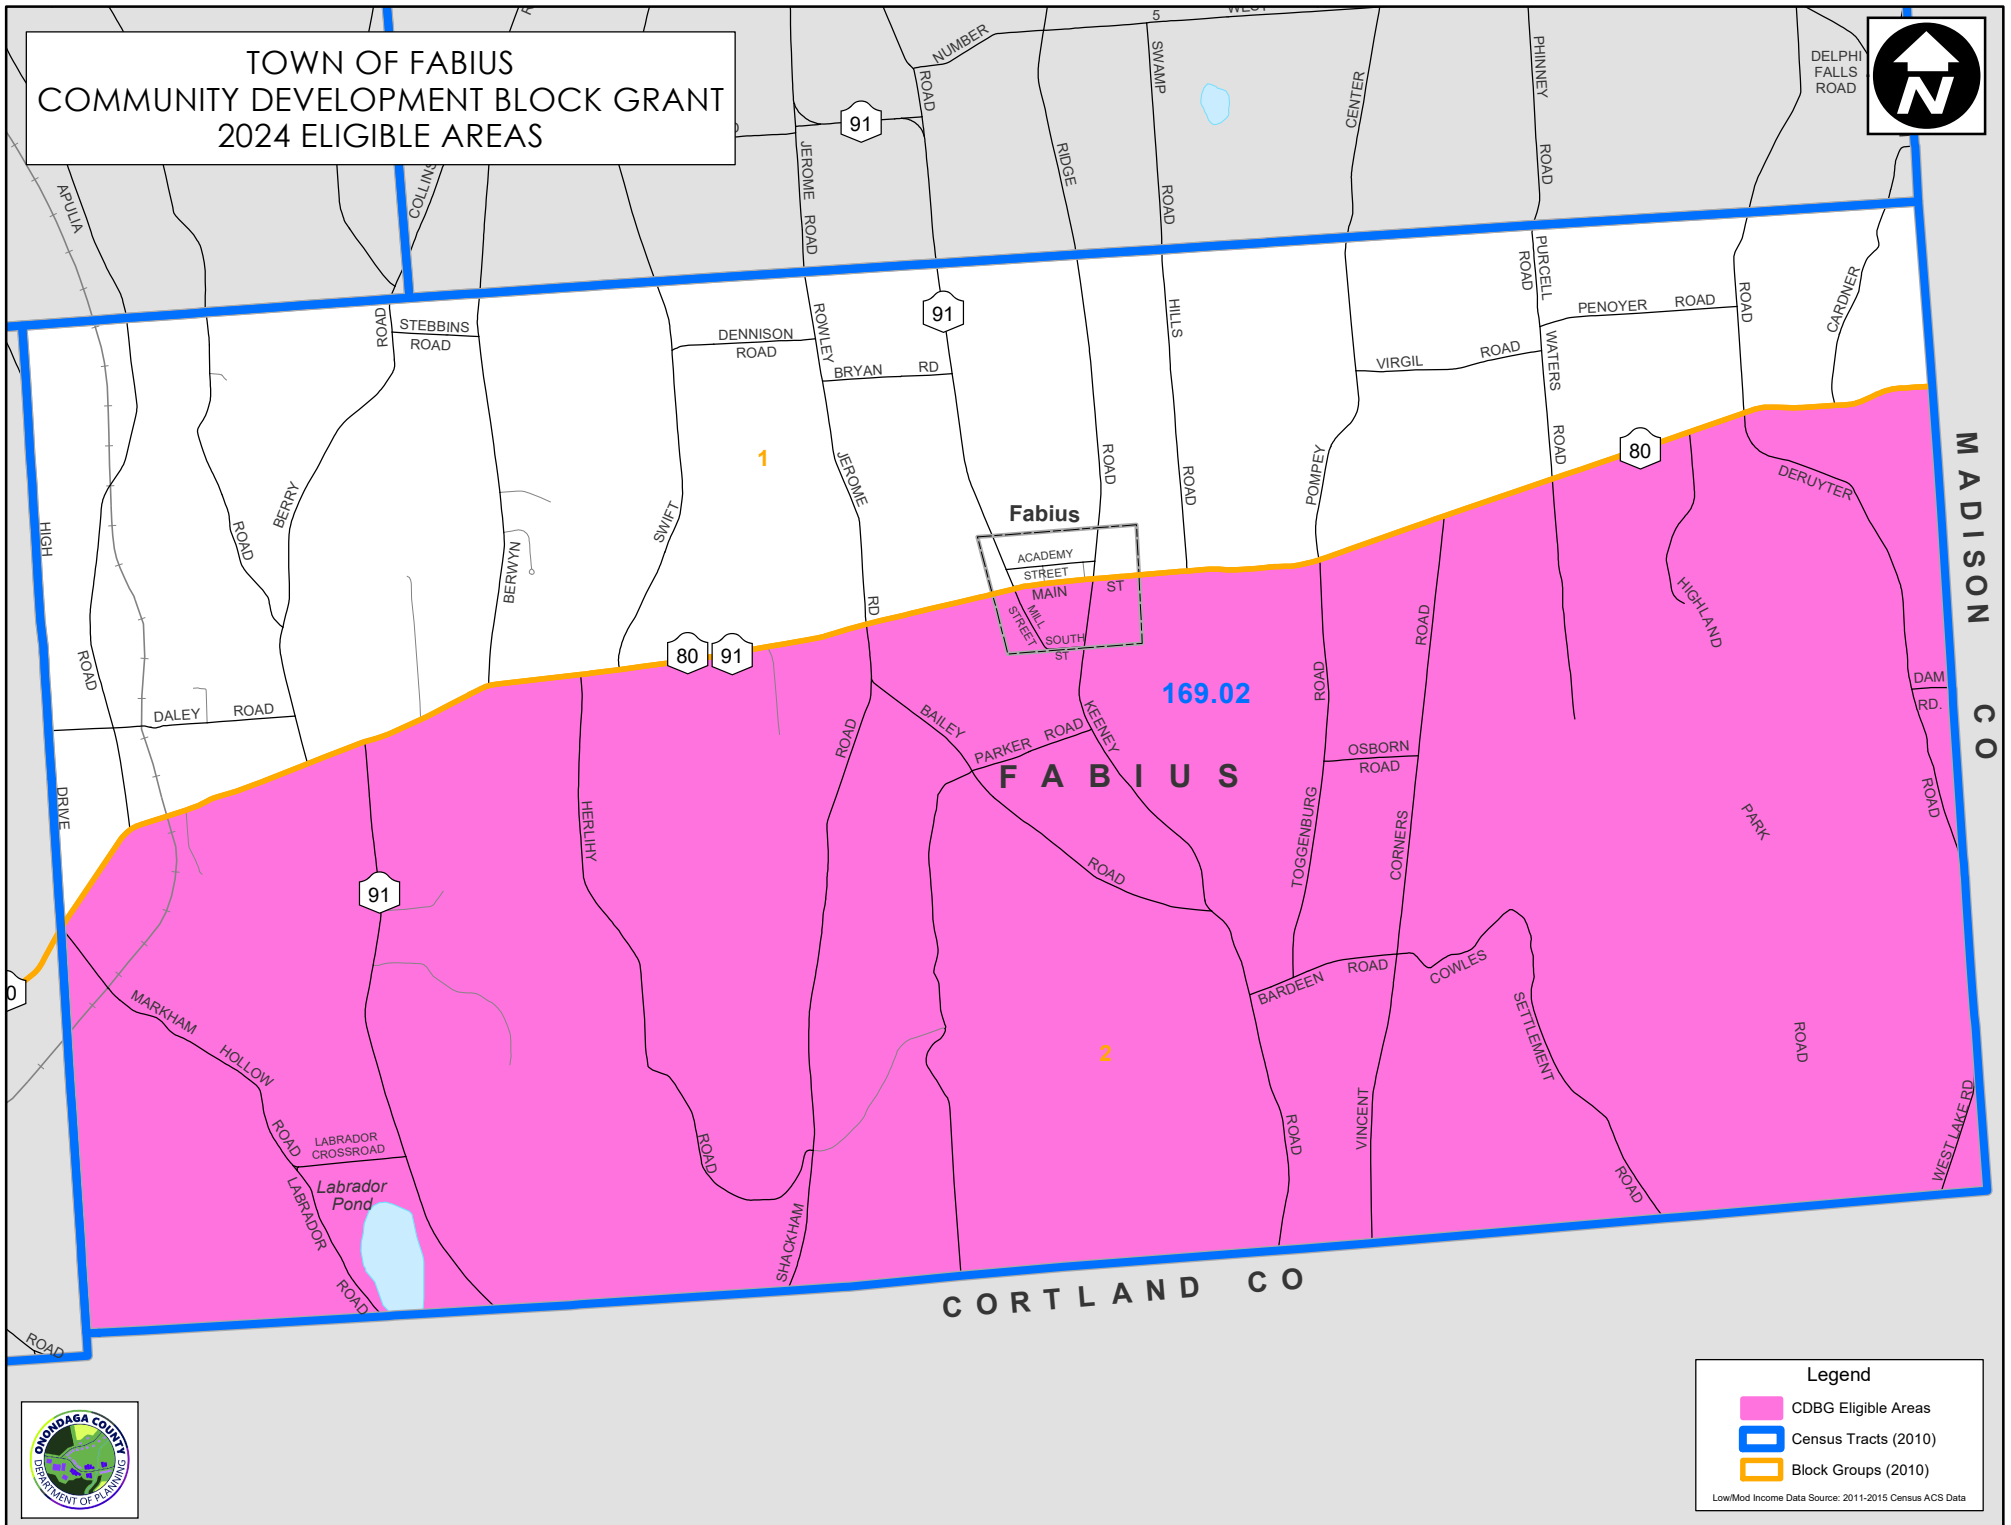 TOWN OF FABIUS
COMMUNITY DEVELOPMENT BLOCK GRANT
2024 ELIGIBLE AREAS
5
NUMBER
ROAD
91
JEROME ROAD
RIDGE
SWAMP
ROAD
CENTER
PHINNEY
ROAD
DELPHI
FALLS
ROAD
N
APULIA
COLLINS
ROAD
STEBBINS
ROAD
DENNISON
ROAD
ROWLEY
BRYAN RD
91
HILLS
ROAD
PURCELL
ROAD
PENOYER ROAD
ROAD
CARDNER
VIRGIL ROAD
WATERS
ROAD
POMPEY
80
DERUYTER
HIGH
ROAD
BERRY
BERWYN
SWIFT
1
JEROME
RD
ROAD
Fabius
ACADEMY
STREET
MAIN ST
MILL
STREET
SOUTH
ST
80
91
HIGHLAND
ROAD
DALEY ROAD
DRIVE
169.02
ROAD
ROAD
DAM
RD.
BAILEY
PARKER ROAD
KEENEY
ROAD
FABIUS
OSBORN
ROAD
TOGGENBURG
CORNERS
ROAD
PARK
HERLIHY
91
ROAD
MADISON CO
0
MARKHAM
HOLLOW
ROAD
BARDEEN ROAD
COWLES
SETTLEMENT
ROAD
ROAD
2
LABRADOR
CROSSROAD
Labrador
Pond
LABRADOR
ROAD
ROAD
SHACKHAM
ROAD
VINCENT
WEST LAKE RD
CORTLAND CO
ROAD
ONONDAGA COUNTY
DEPARTMENT OF PLANNING
Legend
CDBG Eligible Areas
Census Tracts (2010)
Block Groups (2010)
Low/Mod Income Data Source: 2011-2015 Census ACS Data